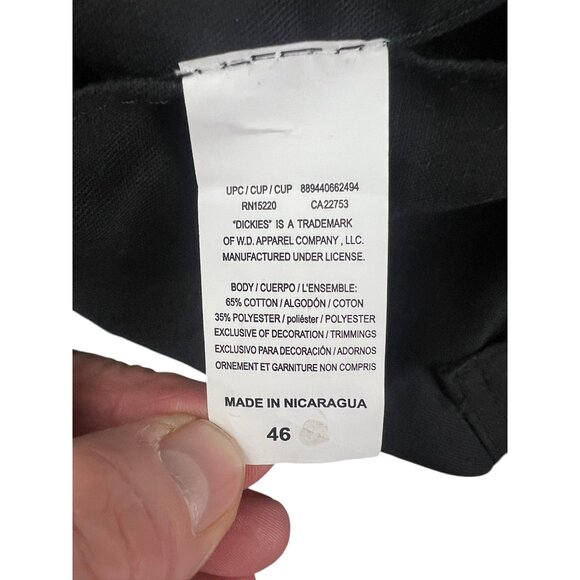 UPC / CUP / CUP 889440662494
RN15220 CA22753
"DICKIES" IS A TRADEMARK
OF W.D. APPAREL COMPANY , LLC.
MANUFACTURED UNDER LICENSE.
BODY / CUERPO / L'ENSEMBLE:
65% COTTON / ALGODÓN / COTON
35% POLYESTER / poliéster / POLYESTER
EXCLUSIVE OF DECORATION / TRIMMINGS
EXCLUSIVO PARA DECORACIÓN / ADORNOS
ORNEMENT ET GARNITURE NON COMPRIS
MADE IN NICARAGUA
46